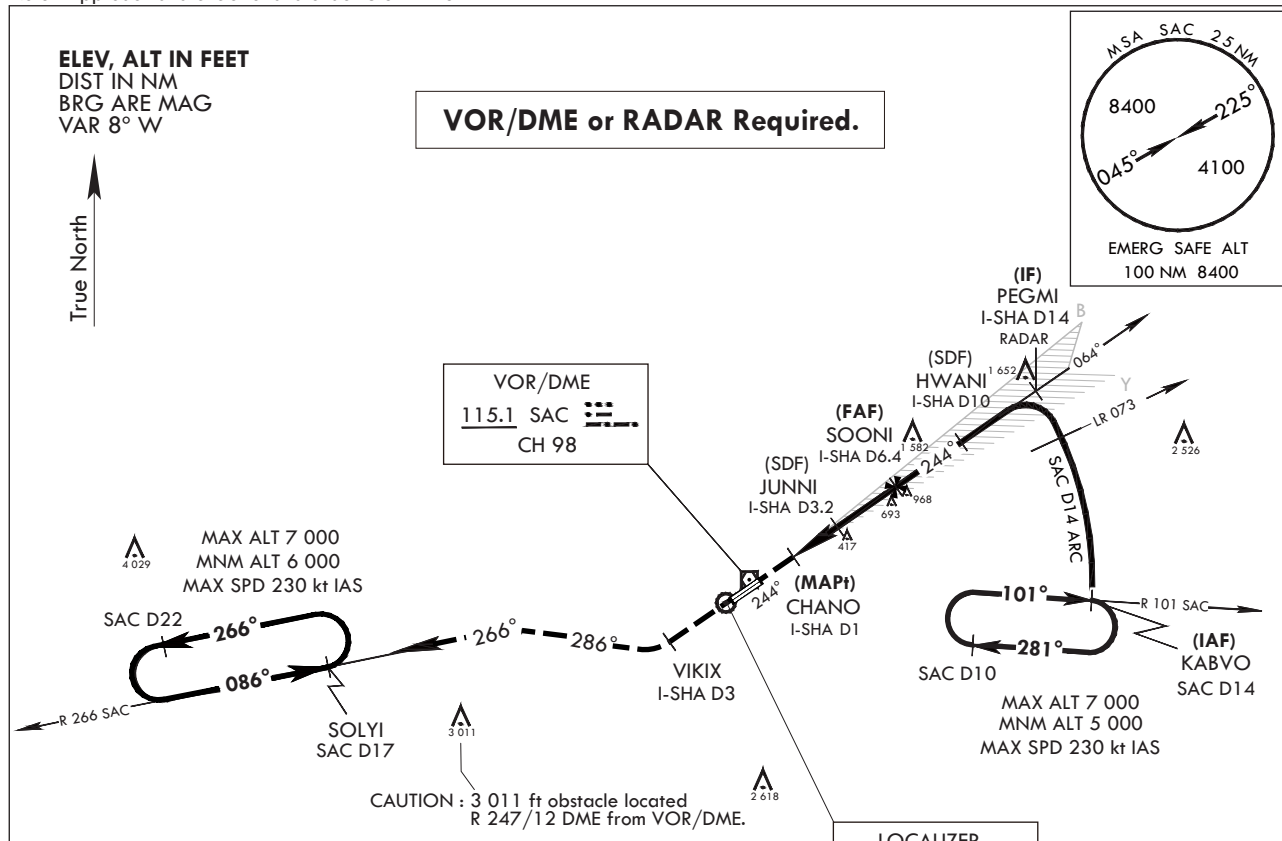 ELEV, ALT IN FEET
DIST IN NM
BRG ARE MAG
VAR 8° W
True North
VOR/DME or RADAR Required.
MSA SAC 25 NM
8400
225°
045°
4100
EMERG SAFE ALT
100 NM 8400
(IF)
PEGMI
I-SHA D14
RADAR
B
064°
(SDF)
HWANI
I-SHA D10
1 652
Y
LR 073
(FAF)
SOONI
I-SHA D6.4
1 582
244°
2 526
VOR/DME
115.1 SAC
CH 98
(SDF)
JUNNI
I-SHA D3.2
968
693
417
SAC D14 ARC
MAX ALT 7 000
MNM ALT 6 000
MAX SPD 230 kt IAS
4 029
SAC D22
266°
086°
R 266 SAC
SOLYI
SAC D17
266°
286°
244°
(MAPt)
CHANO
I-SHA D1
VIKIX
I-SHA D3
101°
R 101 SAC
281°
SAC D10
(IAF)
KABVO
SAC D14
MAX ALT 7 000
MNM ALT 5 000
MAX SPD 230 kt IAS
3 011
2 618
CAUTION : 3 011 ft obstacle located
R 247/12 DME from VOR/DME.
LOCALIZER